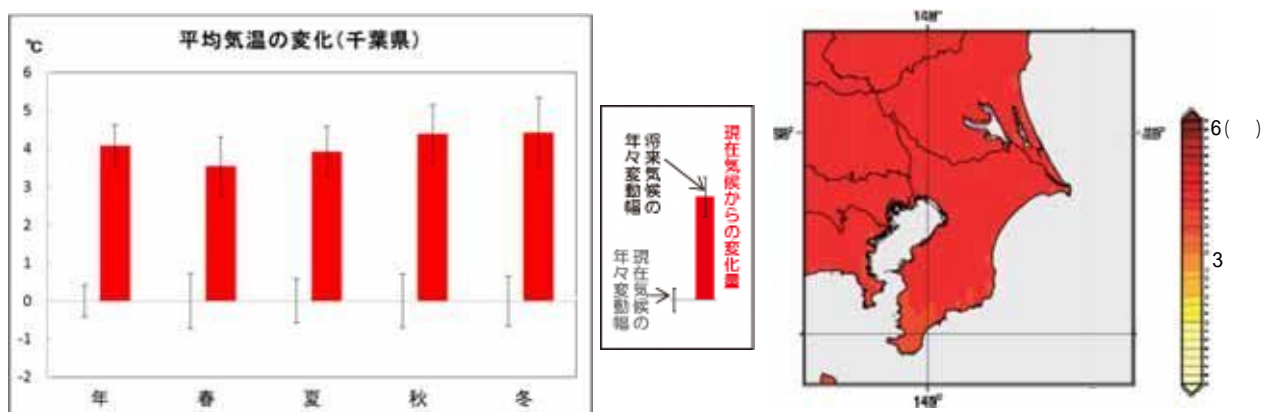 平均気温の変化(千葉県)
℃
6
5
4
3
2
1
0
-1
-2
年 春 夏 秋 冬
現在気候からの変化量
将来気候の
年々変動幅
現在気候の
年々変動幅
6( )
3